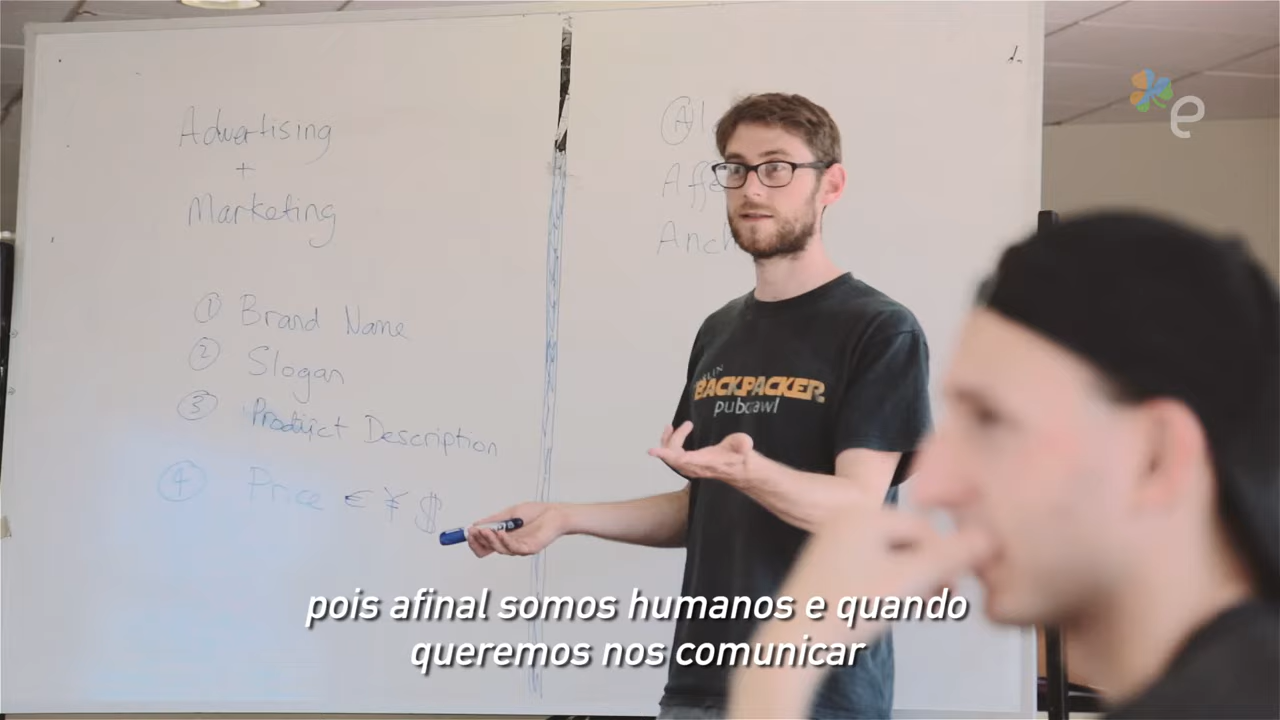 Advertising
+
Marketing
① Brand Name
② Slogan
③ Product Description
④ Price € ¥ $
BACKPACKER
pubcrawl
e
pois afinal somos humanos e quando
queremos nos comunicar